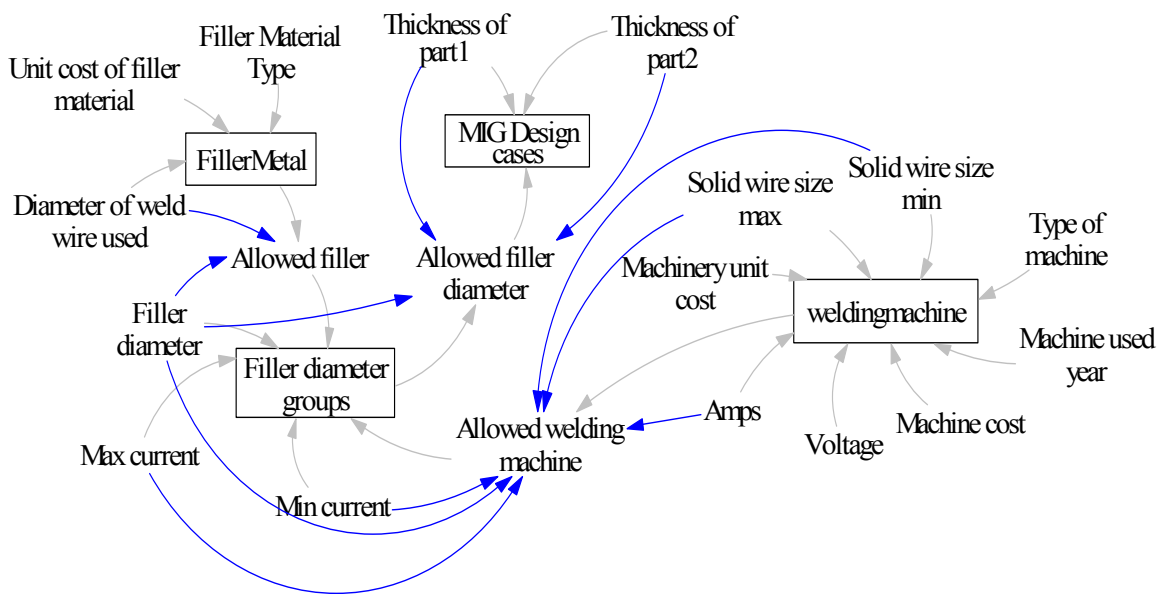 Filler Material
Type
Thickness of
part1
Thickness of
part2
Unit cost of filler
material
MIG Design
cases
FillerMetal
Solid wire size
min
Solid wire size
max
Diameter of weld
wire used
Type of
machine
Allowed filler
Allowed filler
diameter
Machinery unit
cost
Filler
diameter
weldingmachine
Machine used
year
Filler diameter
groups
Amps
Machine cost
Allowed welding
machine
Voltage
Max current
Min current